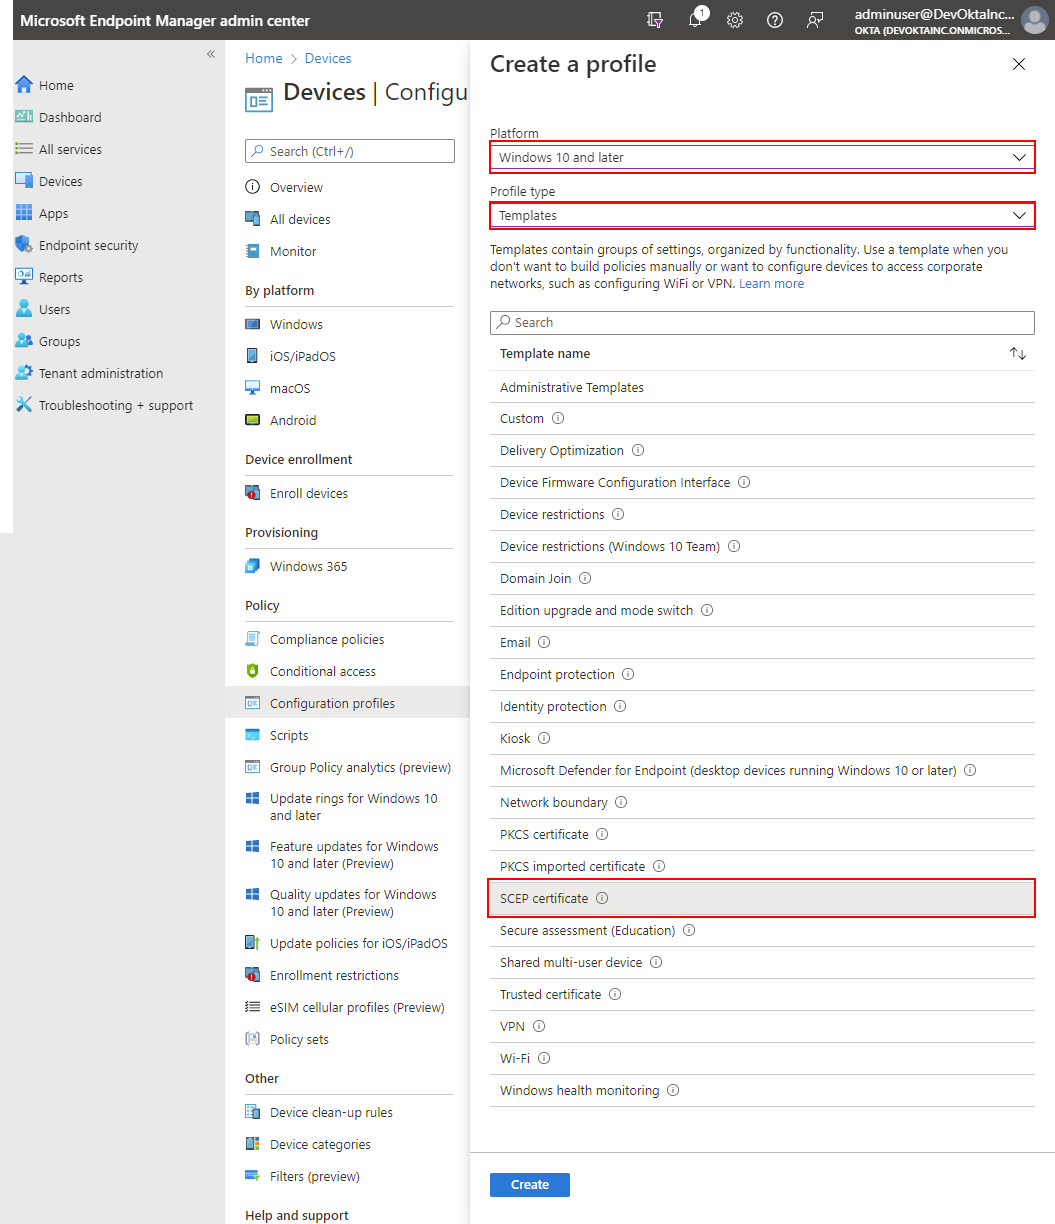 Microsoft Endpoint Manager admin center
1
adminuser@DevOktaInc...
OKTA (DEVOKTAINC.ONMICROS...
«
Home
Dashboard
All services
Devices
Apps
Endpoint security
Reports
Users
Groups
Tenant administration
Troubleshooting + support
Home > Devices
Devices | Configu
Search (Ctrl+/)
Overview
All devices
Monitor
By platform
Windows
iOS/iPadOS
macOS
Android
Device enrollment
Enroll devices
Provisioning
Windows 365
Policy
Compliance policies
Conditional access
Configuration profiles
Scripts
Group Policy analytics (preview)
Update rings for Windows 10
and later
Feature updates for Windows
10 and later (Preview)
Quality updates for Windows
10 and later (Preview)
Update policies for iOS/iPadOS
Enrollment restrictions
eSIM cellular profiles (Preview)
Policy sets
Other
Device clean-up rules
Device categories
Filters (preview)
Help and support
Create a profile
Platform
Windows 10 and later
Profile type
Templates
Templates contain groups of settings, organized by functionality. Use a template when you
don't want to build policies manually or want to configure devices to access corporate
networks, such as configuring WiFi or VPN. Learn more
Search
Template name
Administrative Templates
Custom
Delivery Optimization
Device Firmware Configuration Interface
Device restrictions
Device restrictions (Windows 10 Team)
Domain Join
Edition upgrade and mode switch
Email
Endpoint protection
Identity protection
Kiosk
Microsoft Defender for Endpoint (desktop devices running Windows 10 or later)
Network boundary
PKCS certificate
PKCS imported certificate
SCEP certificate
Secure assessment (Education)
Shared multi-user device
Trusted certificate
VPN
Wi-Fi
Windows health monitoring
Create